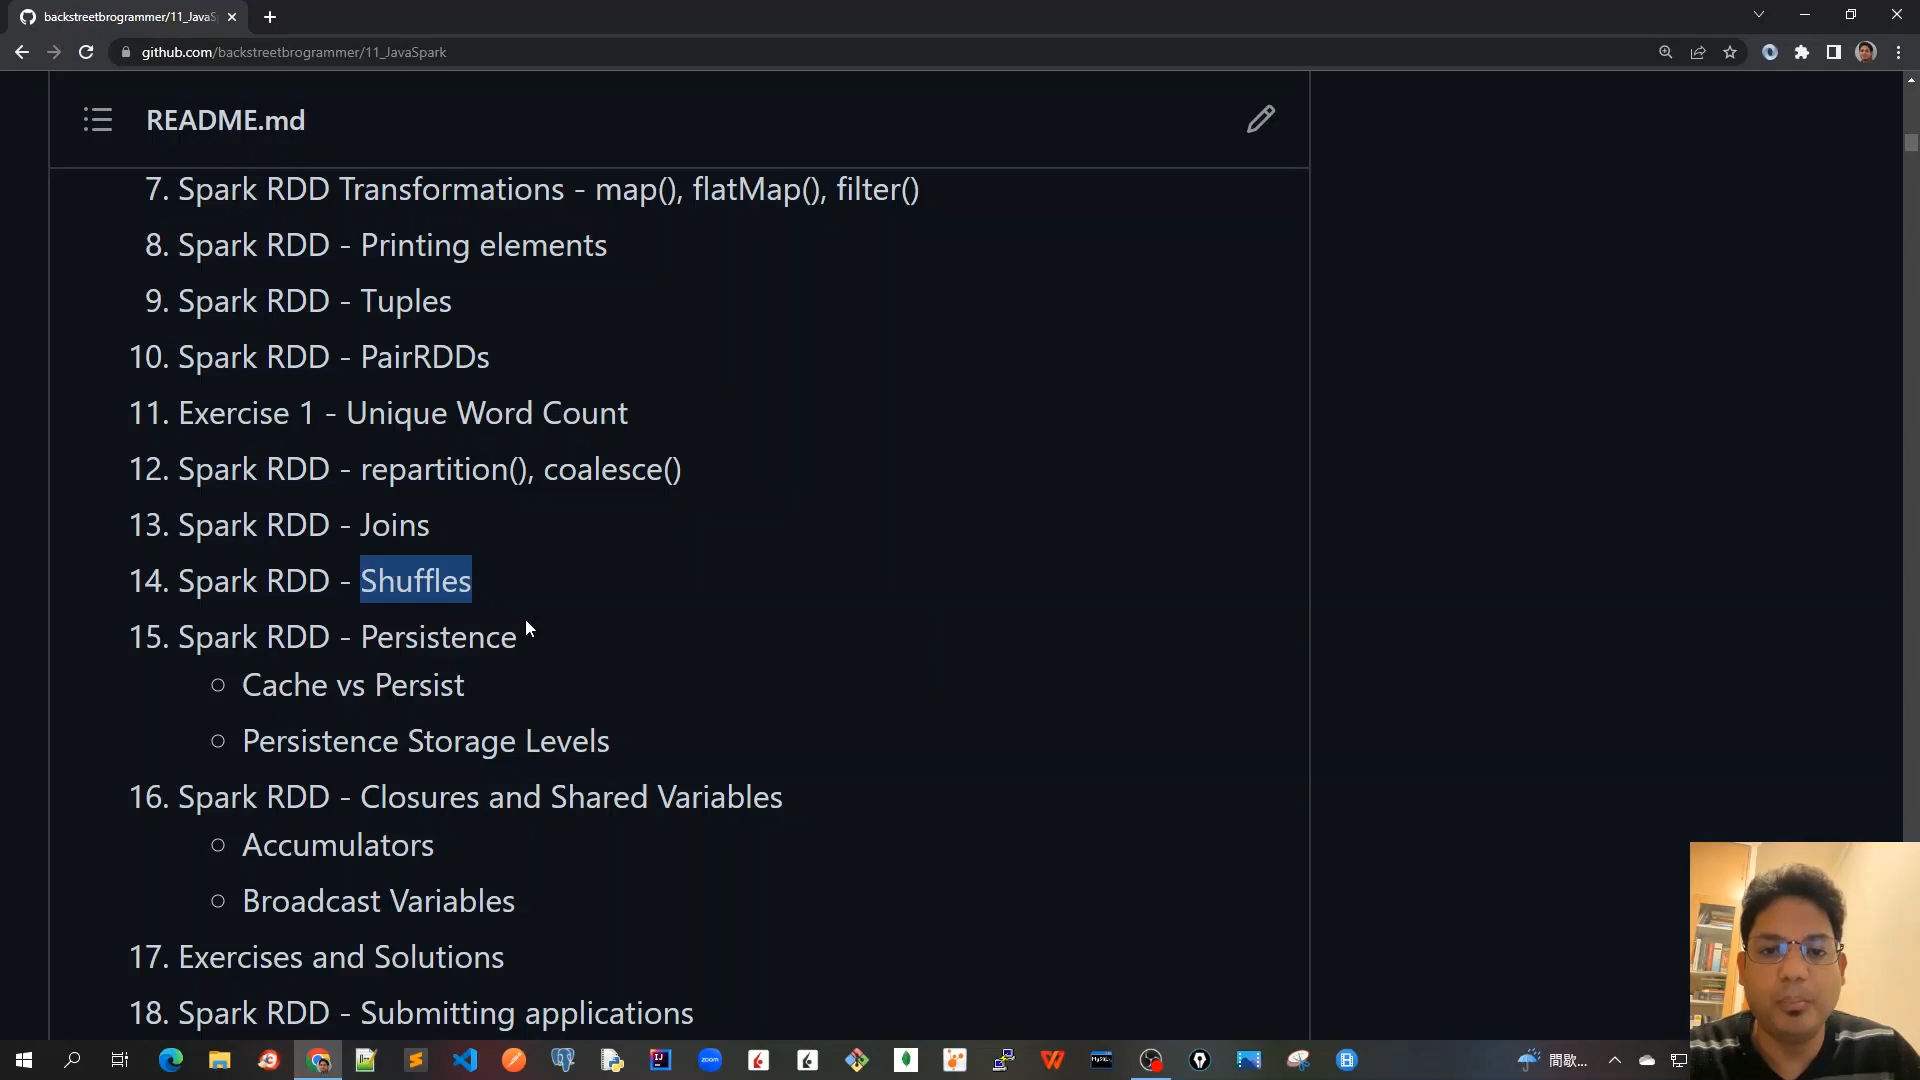 backstreetbrogrammer/11_JavaS
github.com/backstreetbrogrammer/11_JavaSpark
README.md
7. Spark RDD Transformations - map(), flatMap(), filter()
8. Spark RDD - Printing elements
9. Spark RDD - Tuples
10. Spark RDD - PairRDDs
11. Exercise 1 - Unique Word Count
12. Spark RDD - repartition(), coalesce()
13. Spark RDD - Joins
14. Spark RDD - Shuffles
15. Spark RDD - Persistence
Cache vs Persist
Persistence Storage Levels
16. Spark RDD - Closures and Shared Variables
Accumulators
Broadcast Variables
17. Exercises and Solutions
18. Spark RDD - Submitting applications
間歇...